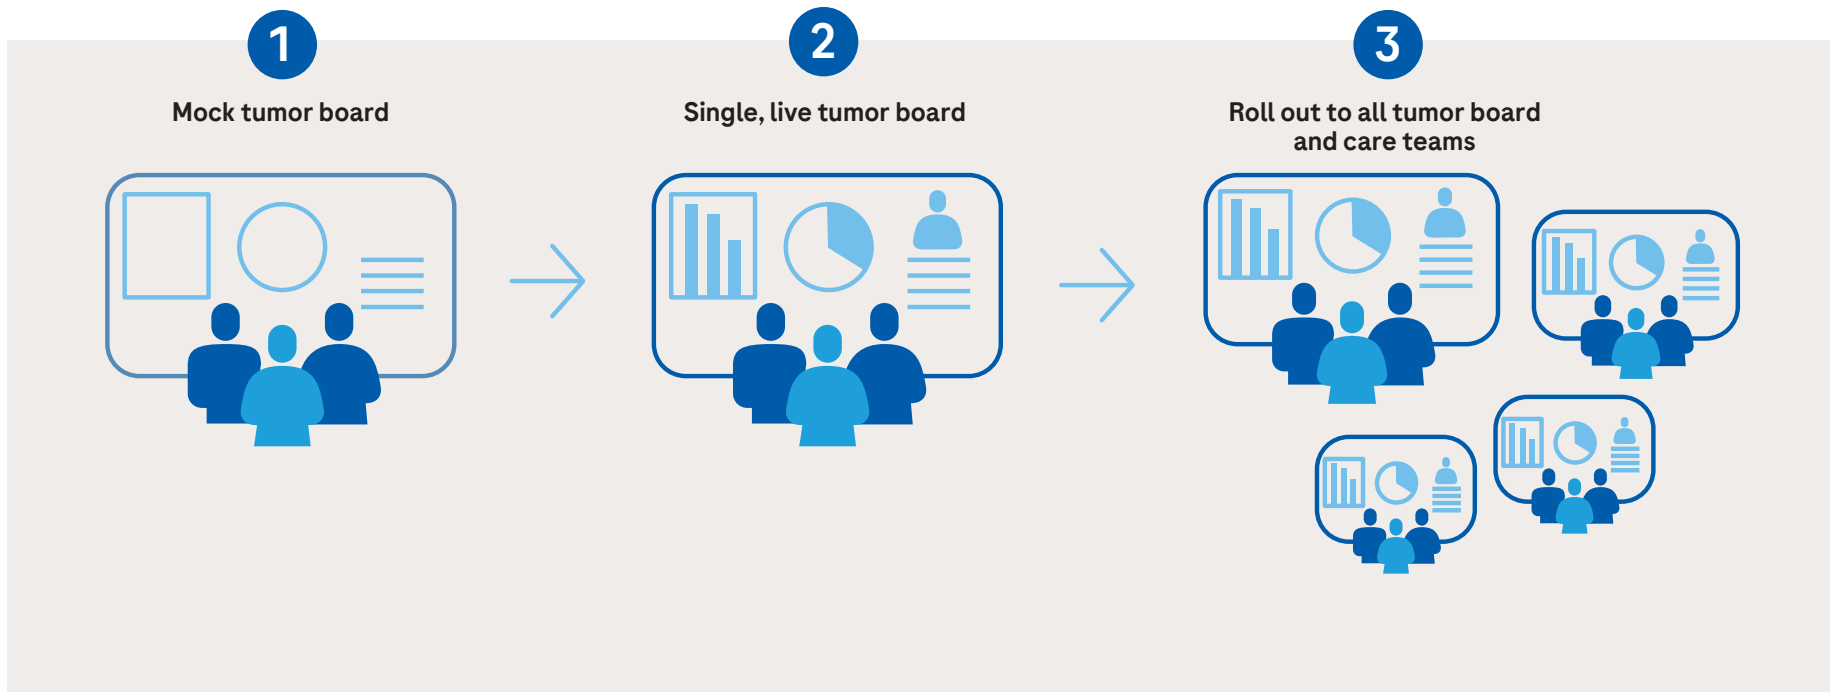 1
Mock tumor board
2
Single, live tumor board
3
Roll out to all tumor board
and care teams